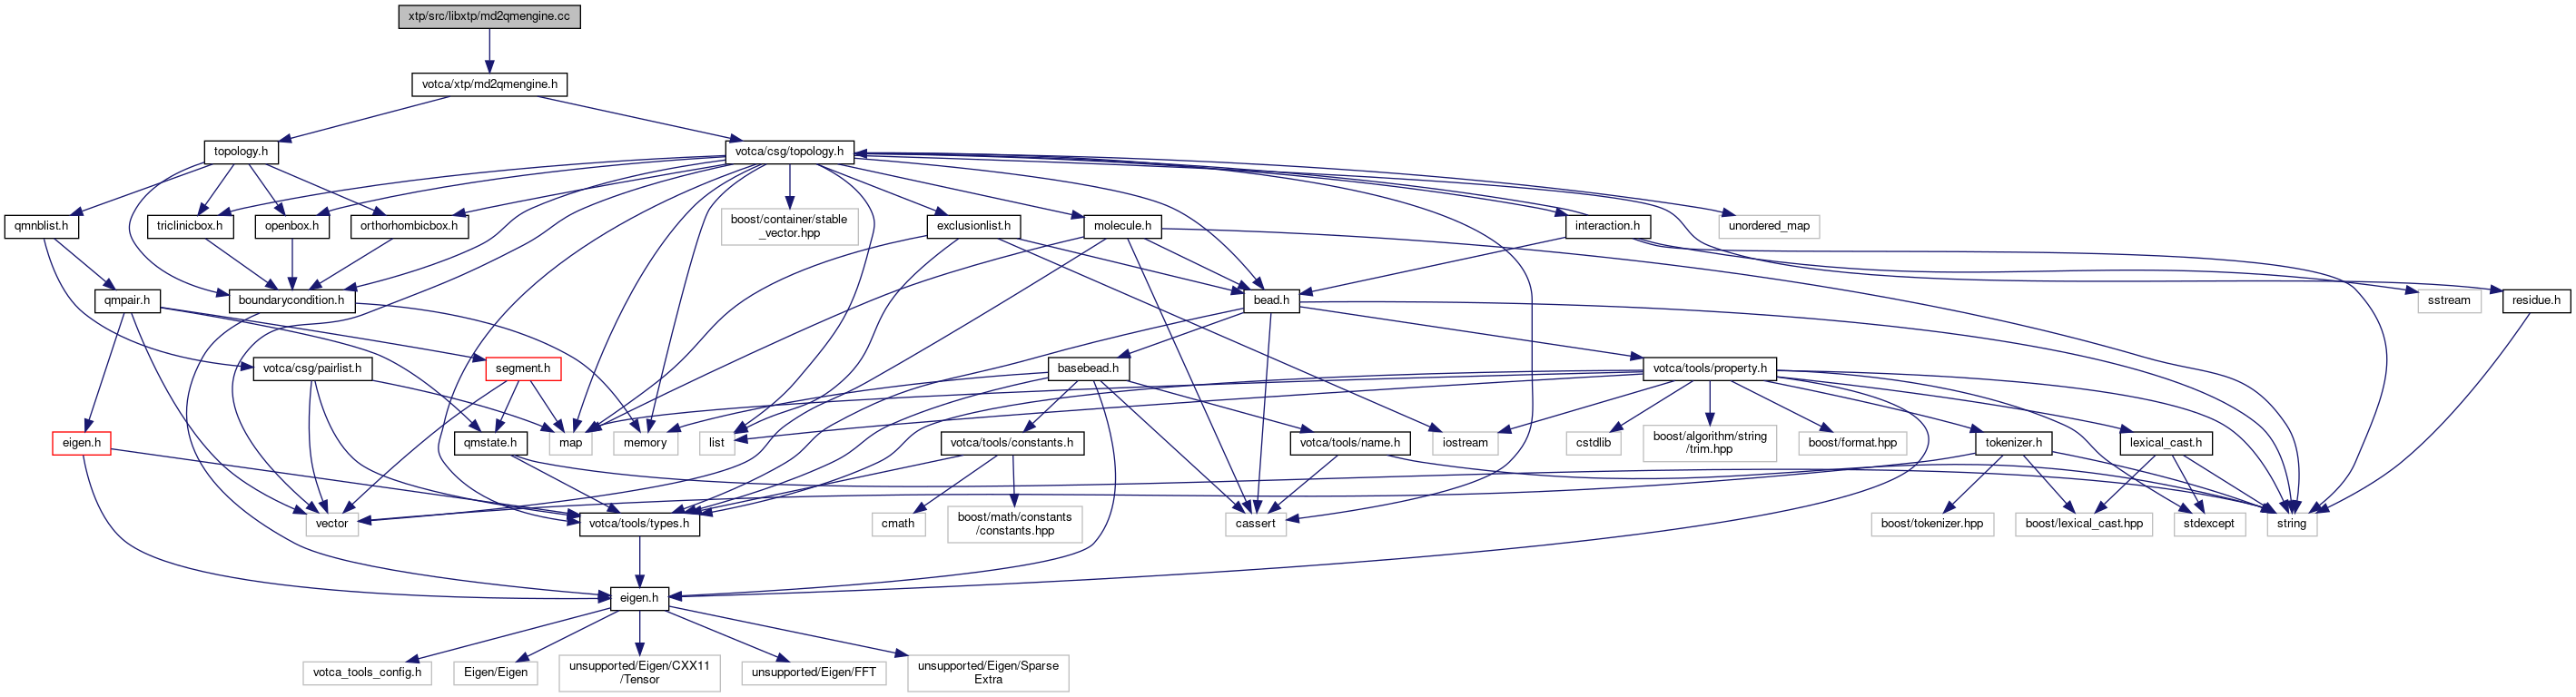 xtp/src/libxtp/md2qmengine.cc
votca/xtp/md2qmengine.h
topology.h
votca/csg/topology.h
qmnblist.h
triclinicbox.h
openbox.h
orthorhombicbox.h
boost/container/stable
_vector.hpp
exclusionlist.h
molecule.h
interaction.h
unordered_map
qmpair.h
boundarycondition.h
bead.h
sstream
residue.h
votca/csg/pairlist.h
segment.h
basebead.h
votca/tools/property.h
eigen.h
qmstate.h
map
memory
list
votca/tools/constants.h
votca/tools/name.h
iostream
cstdlib
boost/algorithm/string
/trim.hpp
boost/format.hpp
tokenizer.h
lexical_cast.h
vector
votca/tools/types.h
cmath
boost/math/constants
/constants.hpp
cassert
boost/tokenizer.hpp
boost/lexical_cast.hpp
stdexcept
string
eigen.h
votca_tools_config.h
Eigen/Eigen
unsupported/Eigen/CXX11
/Tensor
unsupported/Eigen/FFT
unsupported/Eigen/Sparse
Extra